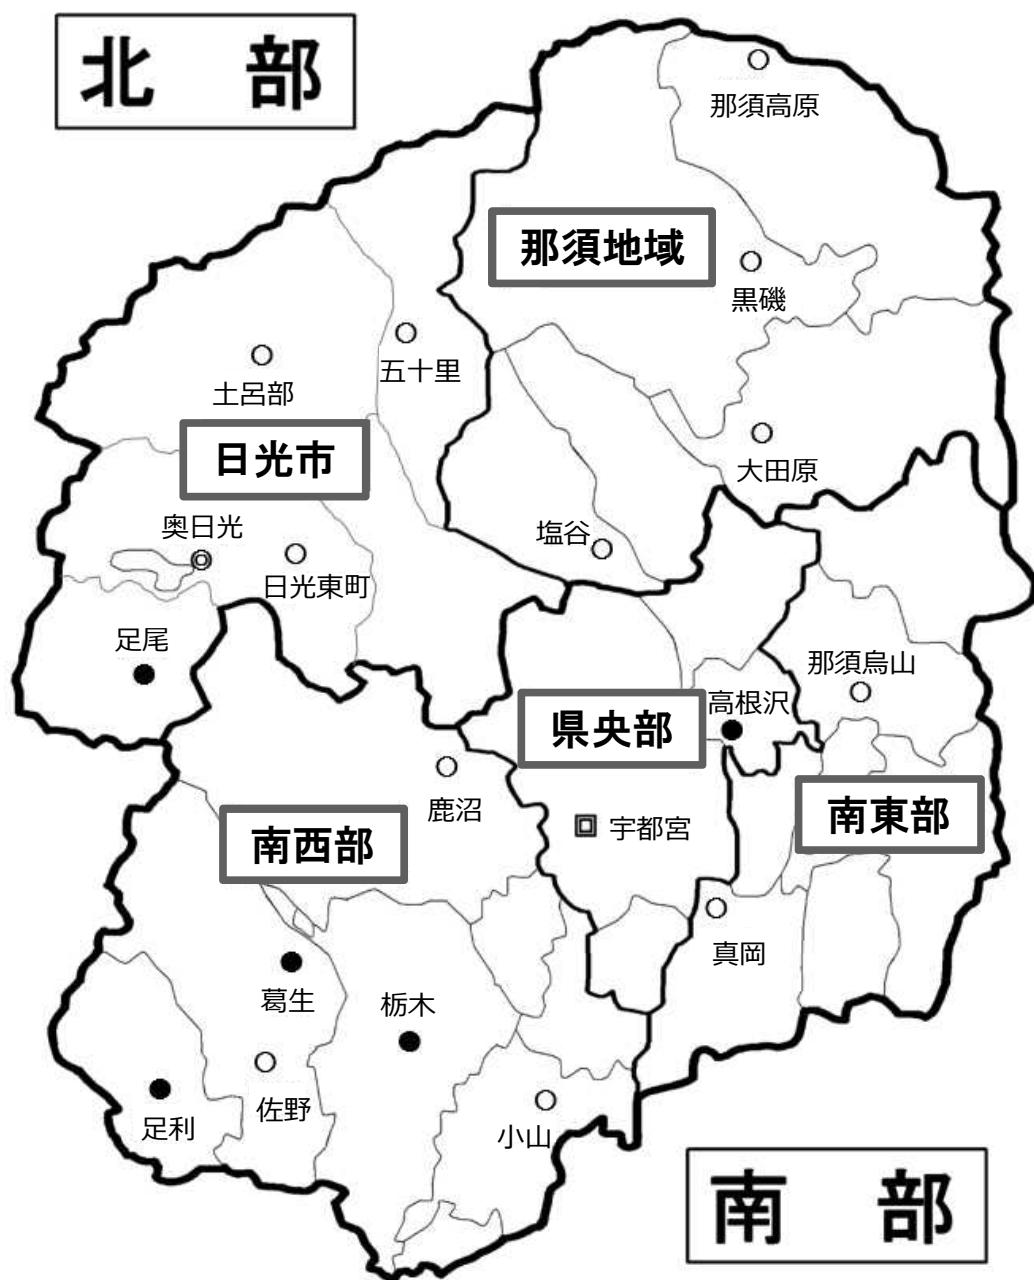 北 部
那須高原
那須地域
黒磯
五十里
土呂部
日光市
大田原
奥日光
塩谷
日光東町
足尾
那須烏山
高根沢
県央部
鹿沼
南東部
宇都宮
南西部
真岡
葛生
栃木
佐野
足利
小山
南 部